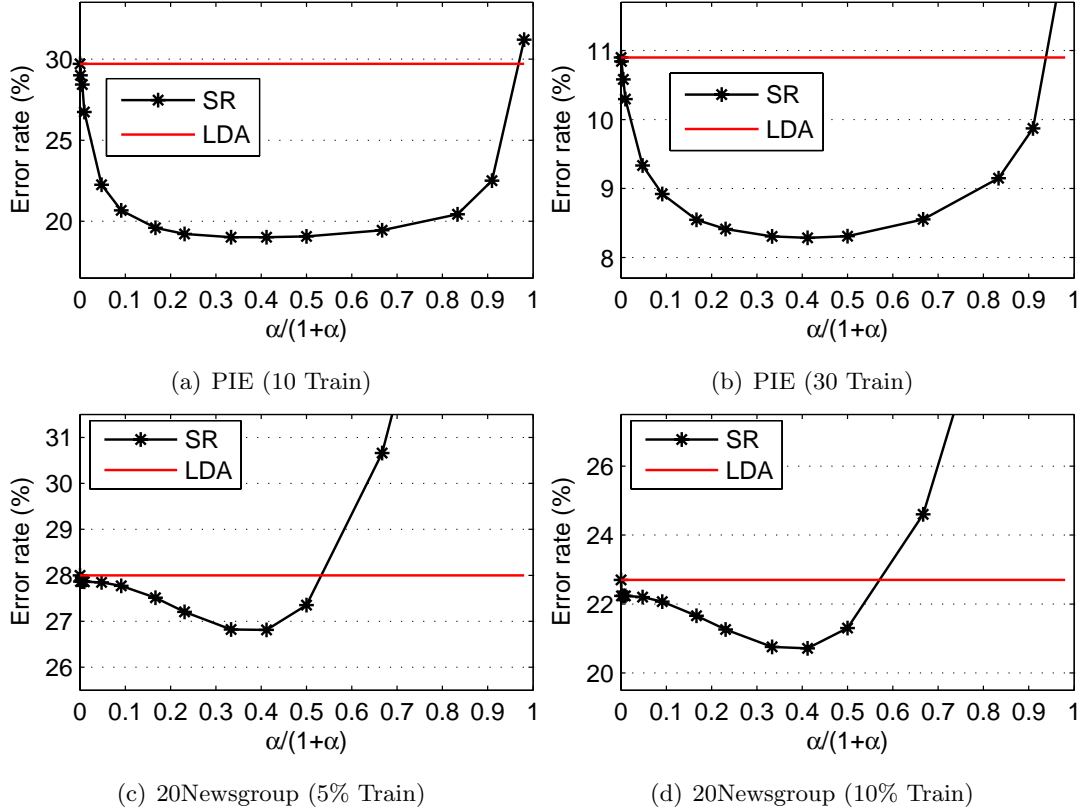 30
25
20
Error rate (%)
SR
LDA
0 0.1 0.2 0.3 0.4 0.5 0.6 0.7 0.8 0.9 1
α/(1+α)
(a) PIE (10 Train)
11
10
9
8
Error rate (%)
SR
LDA
0 0.1 0.2 0.3 0.4 0.5 0.6 0.7 0.8 0.9 1
α/(1+α)
(b) PIE (30 Train)
31
30
29
28
27
26
Error rate (%)
SR
LDA
0 0.1 0.2 0.3 0.4 0.5 0.6 0.7 0.8 0.9 1
α/(1+α)
(c) 20Newsgroup (5% Train)
26
24
22
20
Error rate (%)
SR
LDA
0 0.1 0.2 0.3 0.4 0.5 0.6 0.7 0.8 0.9 1
α/(1+α)
(d) 20Newsgroup (10% Train)